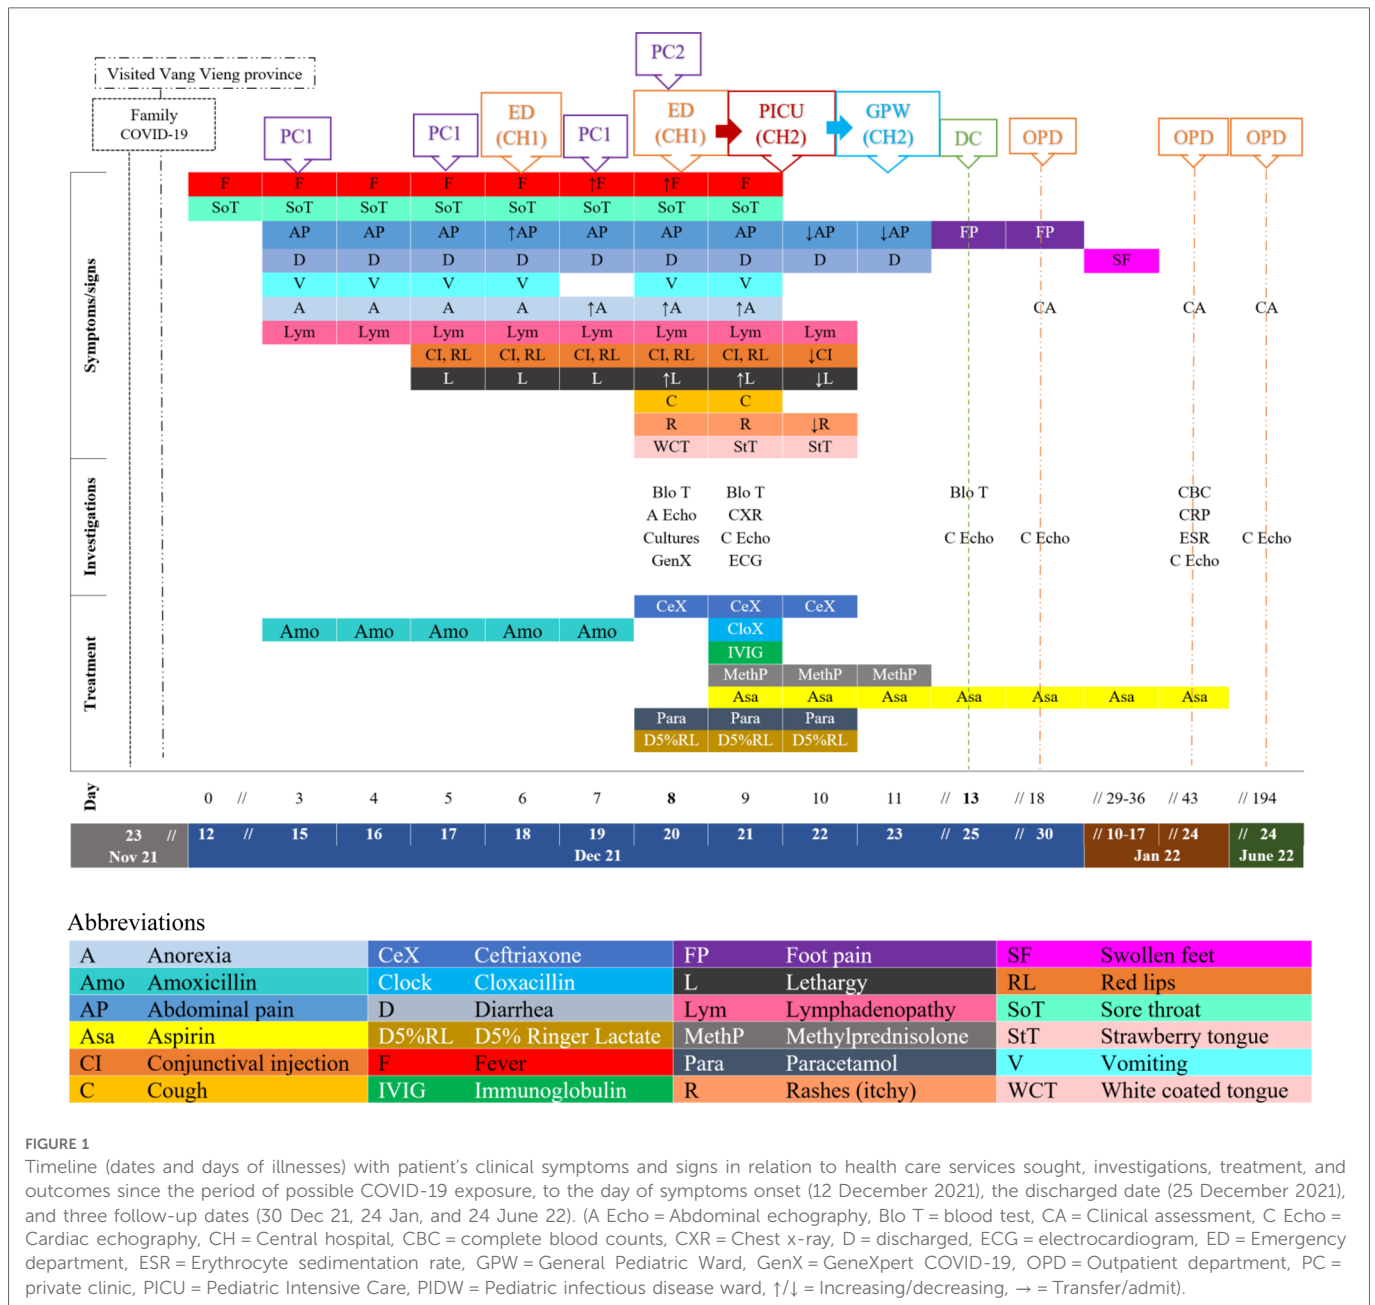 PC2
Visited Vang Vieng province
Family
COVID-19
PC1
PC1
ED
(CH1)
PC1
ED
(CH1)
PICU
(CH2)
GPW
(CH2)
DC
OPD
OPD
OPD
Symptoms/signs
F F F F F ↑F ↑F F
SoT SoT SoT SoT SoT SoT SoT SoT
AP AP AP ↑AP AP AP AP ↓AP ↓AP FP FP
D D D D D D D D D SF
V V V V V V
A A A A ↑A ↑A ↑A CA CA CA
Lym Lym Lym Lym Lym Lym Lym Lym
CI, RL CI, RL CI, RL CI, RL CI, RL ↓CI
L L L ↑L ↑L ↓L
C C
R R ↓R
WCT StT StT
Investigations
Blo T Blo T Blo T CBC
A Echo CXR CRP
Cultures C Echo C Echo C Echo ESR C Echo
GenX ECG C Echo
Treatment
CeX CeX CeX
Amo Amo Amo Amo Amo CloX
IVIG
MethP MethP MethP
Asa Asa Asa Asa Asa Asa Asa
Para Para Para
D5%RL D5%RL D5%RL
Day
0 // 3 4 5 6 7 8 9 10 11 // 13 // 18 // 29-36 // 43 // 194
23 // 12 // 15 16 17 18 19 20 21 22 23 // 25 // 30 // 10-17 // 24 // 24
Nov 21 Dec 21 Jan 22 June 22
Abbreviations
A Anorexia CeX Ceftriaxone FP Foot pain SF Swollen feet
Amo Amoxicillin Clock Cloxacillin L Lethargy RL Red lips
AP Abdominal pain D Diarrhea Lym Lymphadenopathy SoT Sore throat
Asa Aspirin D5%RL D5% Ringer Lactate MethP Methylprednisolone StT Strawberry tongue
CI Conjunctival injection F Fever Para Paracetamol V Vomiting
C Cough IVIG Immunoglobulin R Rashes (itchy) WCT White coated tongue
FIGURE 1
Timeline (dates and days of illnesses) with patient's clinical symptoms and signs in relation to health care services sought, investigations, treatment, and
outcomes since the period of possible COVID-19 exposure, to the day of symptoms onset (12 December 2021), the discharged date (25 December 2021),
and three follow-up dates (30 Dec 21, 24 Jan, and 24 June 22). (A Echo = Abdominal echography, Blo T = blood test, CA = Clinical assessment, C Echo =
Cardiac echography, CH = Central hospital, CBC = complete blood counts, CXR = Chest x-ray, D = discharged, ECG = electrocardiogram, ED = Emergency
department, ESR = Erythrocyte sedimentation rate, GPW = General Pediatric Ward, GenX = GeneXpert COVID-19, OPD = Outpatient department, PC =
private clinic, PICU = Pediatric Intensive Care, PIDW = Pediatric infectious disease ward, ↑/↓ = Increasing/decreasing, → = Transfer/admit).